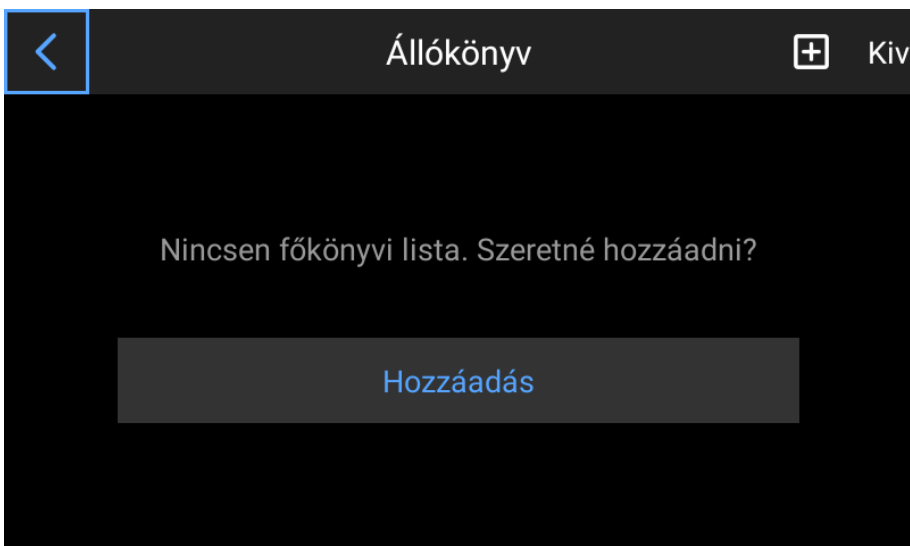 Állókönyv
Kiv
Nincsen főkönyvi lista. Szeretné hozzáadni?
Hozzáadás